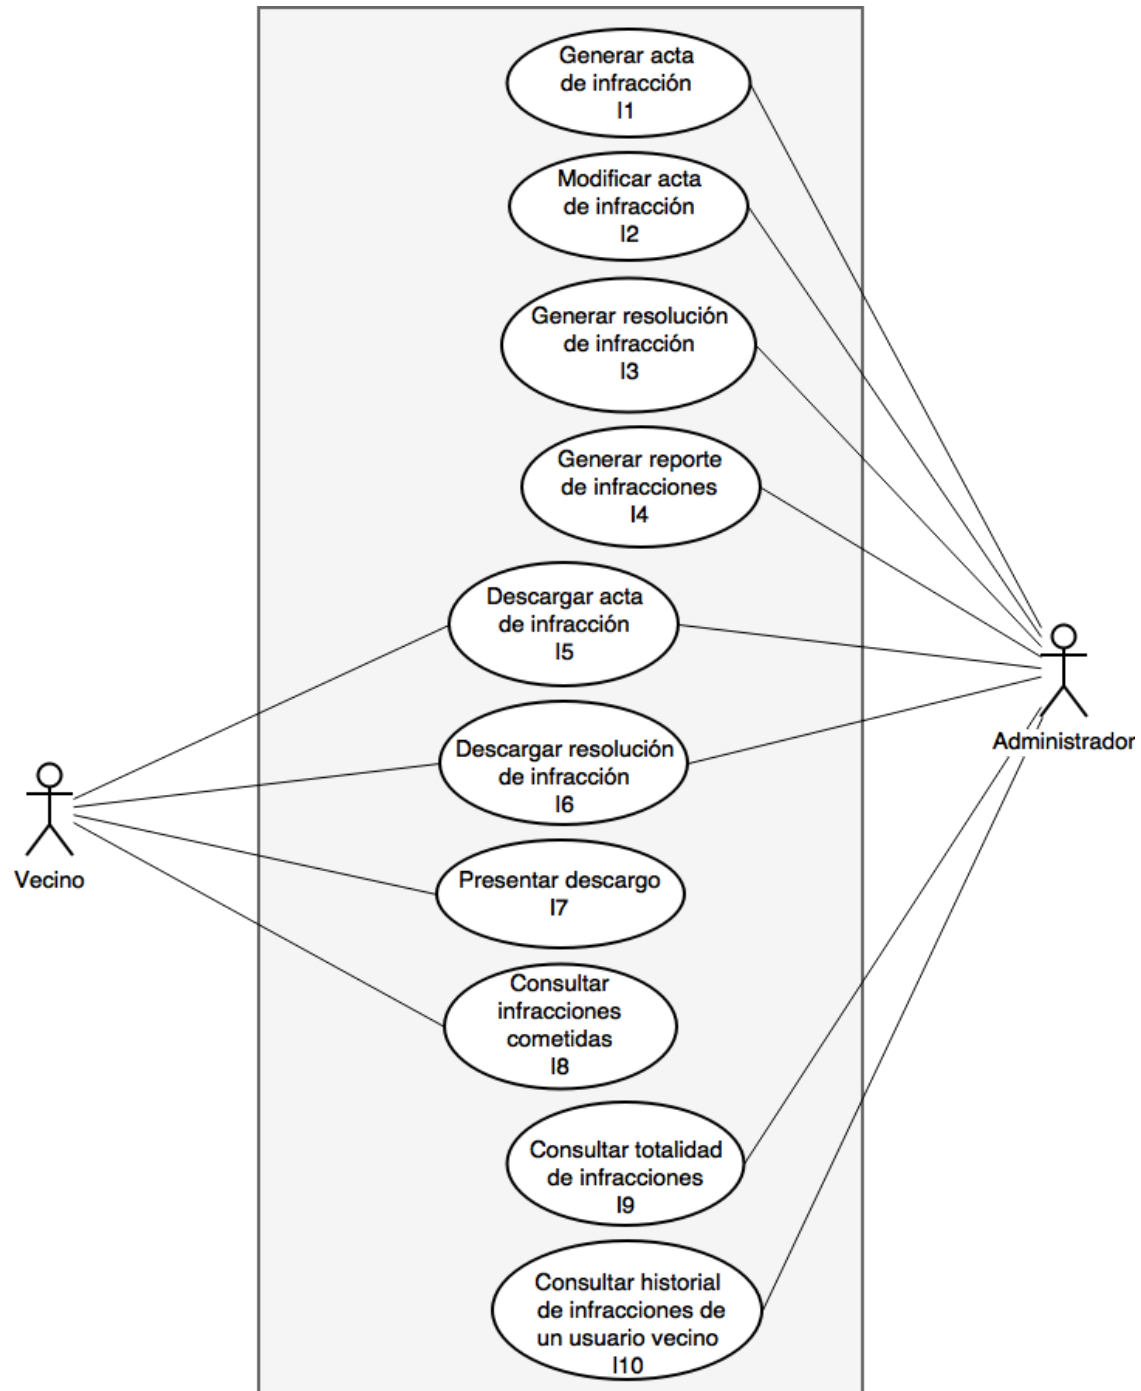 Generar acta
de infracción
I1
Modificar acta
de infracción
I2
Generar resolución
de infracción
I3
Generar reporte
de infracciones
I4
Descargar acta
de infracción
I5
Descargar resolución
de infracción
I6
Presentar descargo
I7
Consultar
infracciones
cometidas
I8
Consultar totalidad
de infracciones
I9
Consultar historial
de infracciones de
un usuario vecino
I10
Vecino
Administrador